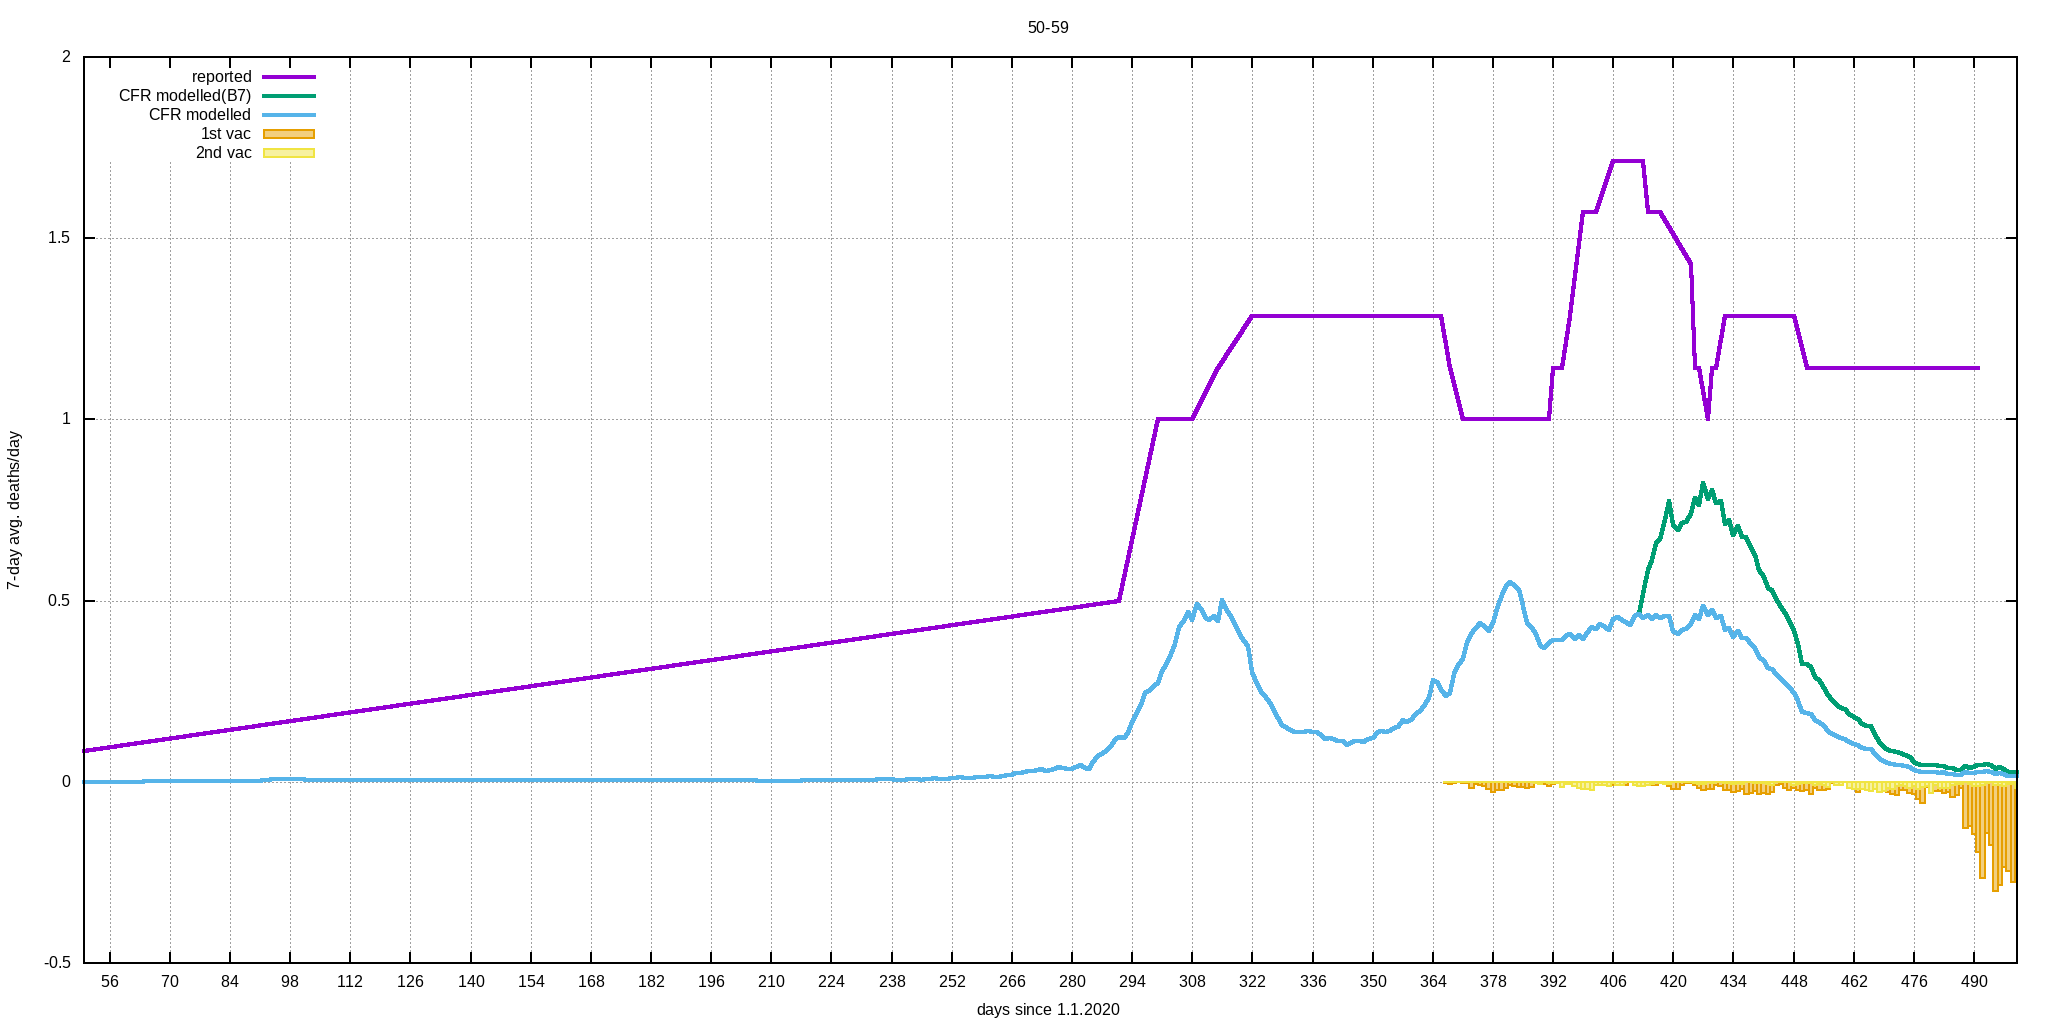 50-59
2
1.5
1
0.5
0
-0.5
7-day avg. deaths/day
reported
CFR modelled(B7)
CFR modelled
1st vac
2nd vac
56 70 84 98 112 126 140 154 168 182 196 210 224 238 252 266 280 294 308 322 336 350 364 378 392 406 420 434 448 462 476 490
days since 1.1.2020